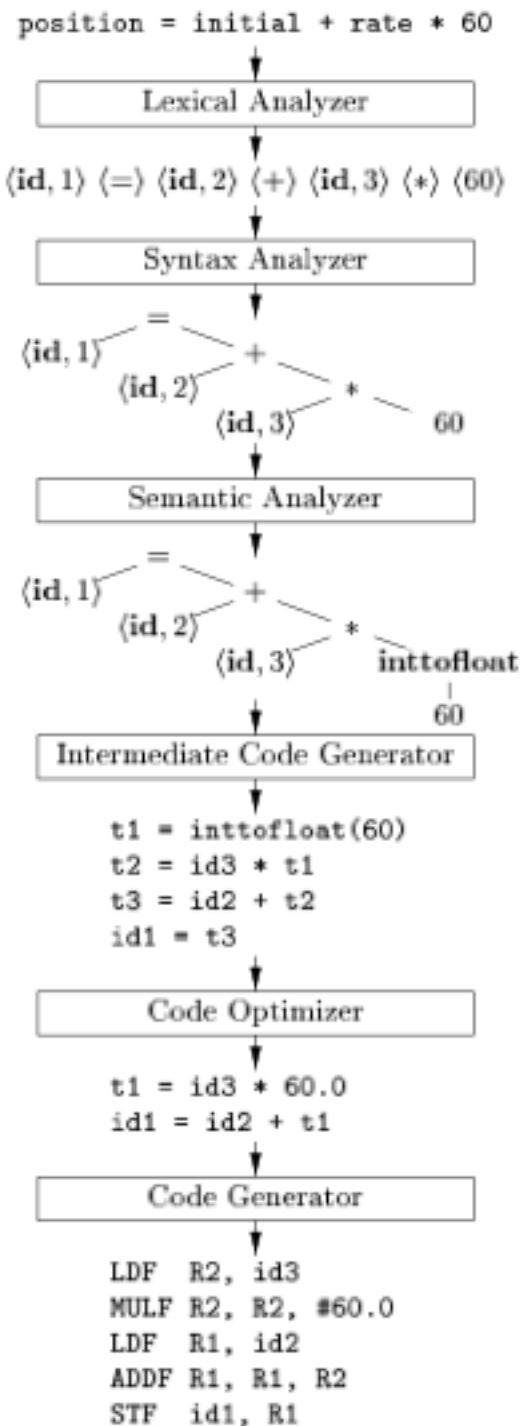 position = initial + rate * 60
Lexical Analyzer
⟨id, 1⟩ ⟨=⟩ ⟨id, 2⟩ ⟨+⟩ ⟨id, 3⟩ ⟨*⟩ ⟨60⟩
Syntax Analyzer
=
⟨id, 1⟩ +
⟨id, 2⟩ *
⟨id, 3⟩ 60
Semantic Analyzer
=
⟨id, 1⟩ +
⟨id, 2⟩ *
⟨id, 3⟩ inttofloat
60
Intermediate Code Generator
t1 = inttofloat(60)
t2 = id3 * t1
t3 = id2 + t2
id1 = t3
Code Optimizer
t1 = id3 * 60.0
id1 = id2 + t1
Code Generator
LDF R2, id3
MULF R2, R2, #60.0
LDF R1, id2
ADDF R1, R1, R2
STF id1, R1